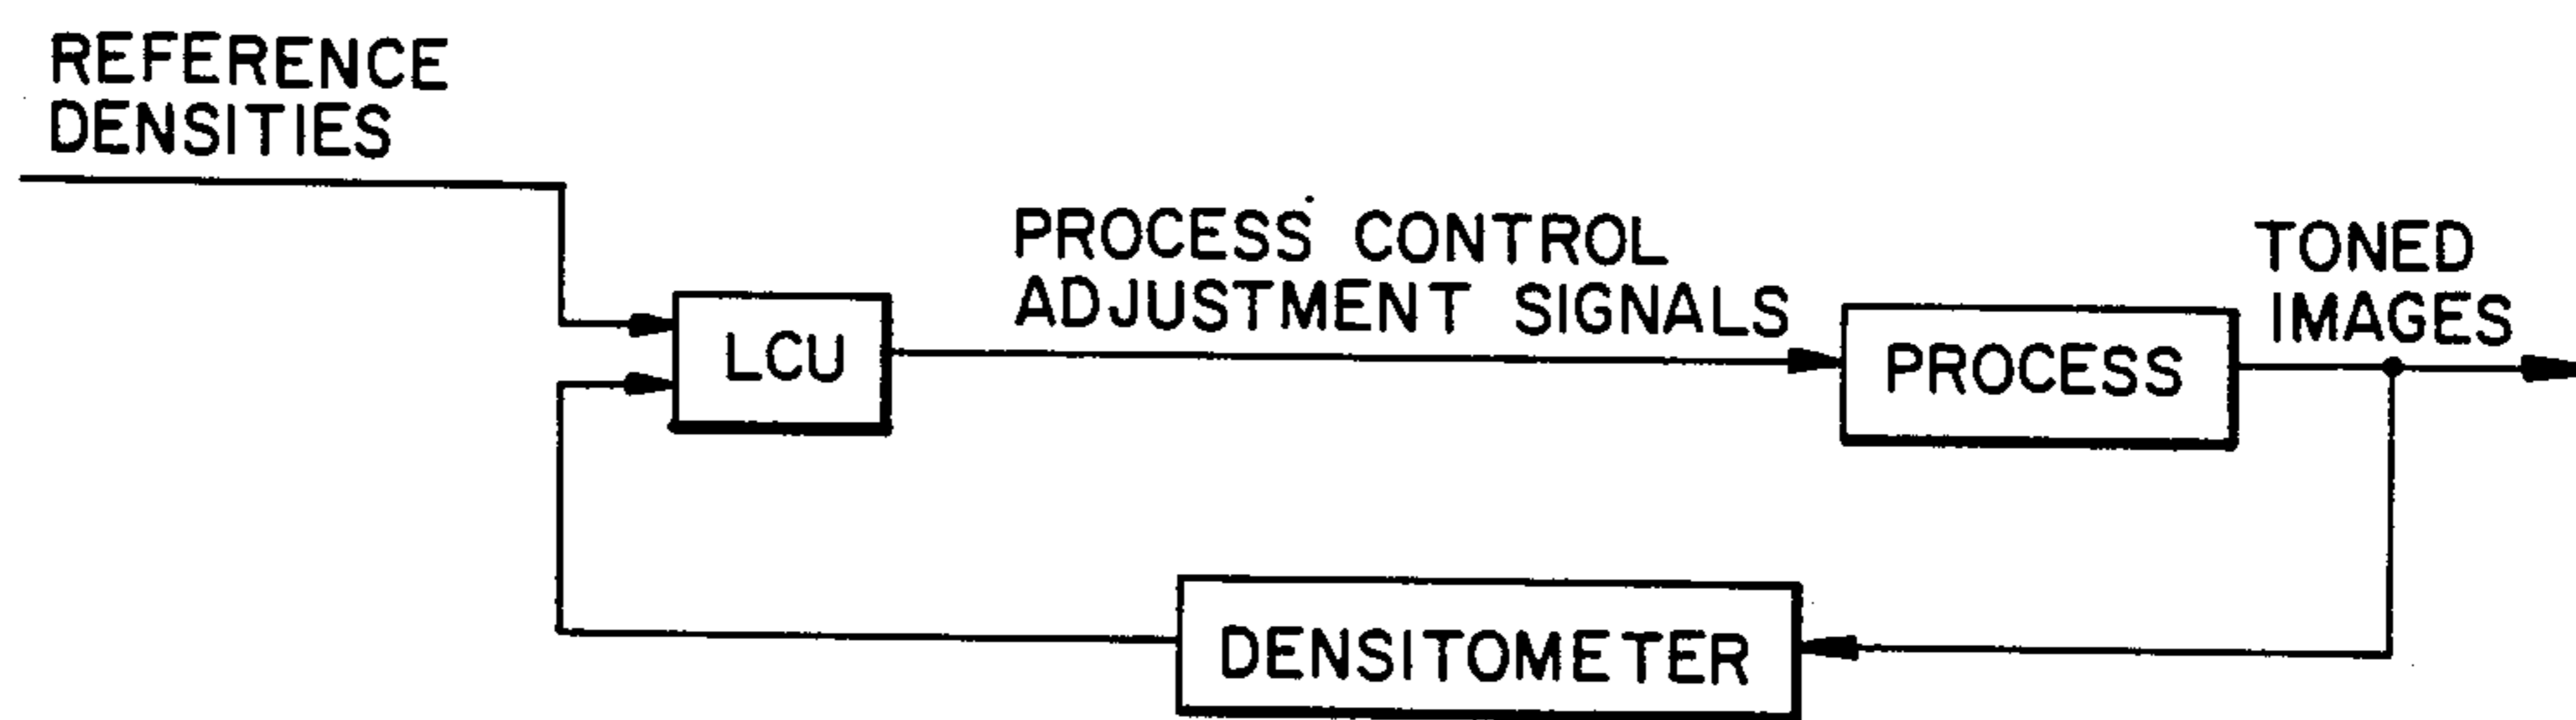 REFERENCE
DENSITIES
PROCESS CONTROL
ADJUSTMENT SIGNALS
TONED
IMAGES
LCU
PROCESS
DENSITOMETER